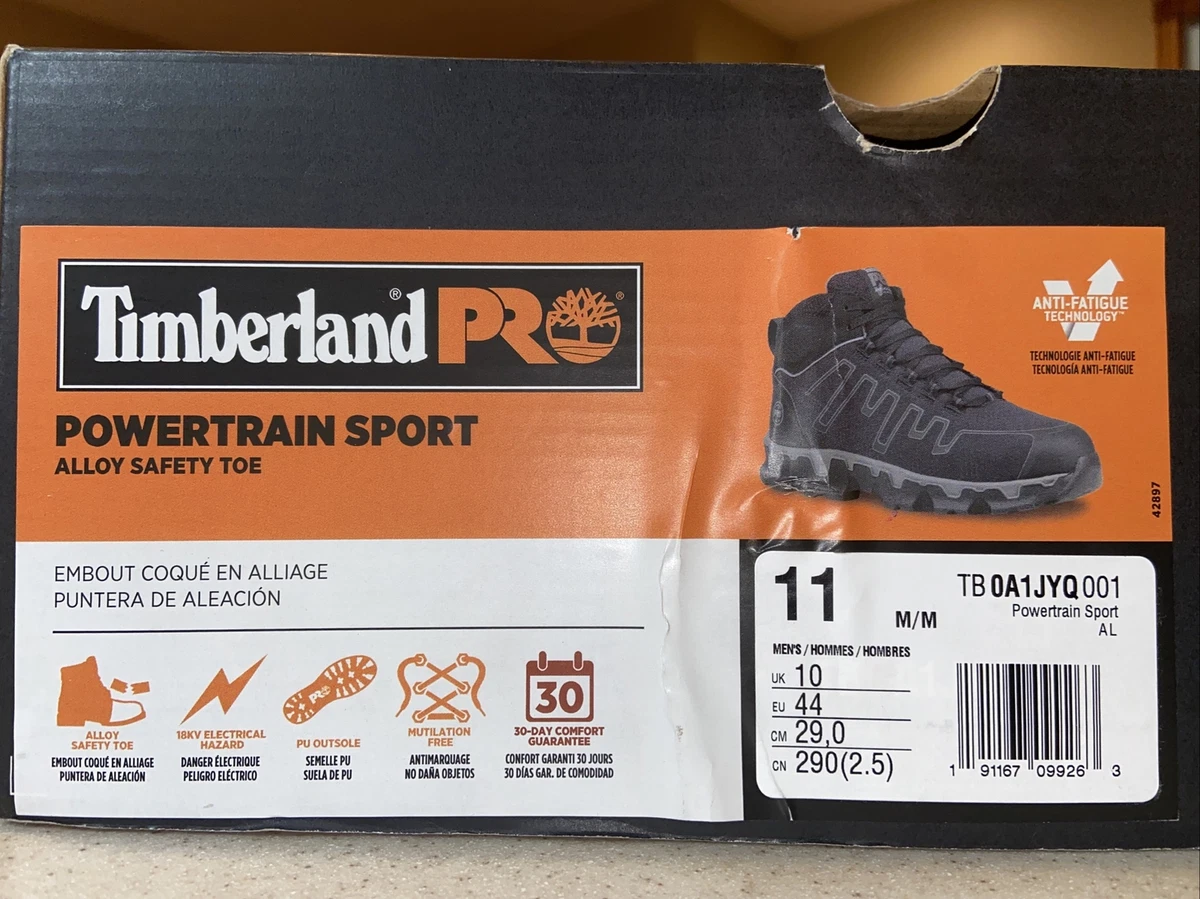 Timberland® PRO®
POWERTRAIN SPORT
ALLOY SAFETY TOE
ANTI-FATIGUE
TECHNOLOGY™
TECHNOLOGIE ANTI-FATIGUE
TECNOLOGÍA ANTI-FATIGUE
42897
EMBOUT COQUÉ EN ALLIAGE
PUNTERA DE ALEACIÓN
ALLOY
SAFETY TOE
EMBOUT COQUÉ EN ALLIAGE
PUNTERA DE ALEACIÓN
18KV ELECTRICAL
HAZARD
DANGER ÉLECTRIQUE
PELIGRO ELÉCTRICO
PRO
PU OUTSOLE
SEMELLE PU
SUELA DE PU
MUTILATION
FREE
ANTIMARQUAGE
NO DAÑA OBJETOS
30
30-DAY COMFORT
GUARANTEE
CONFORT GARANTI 30 JOURS
30 DÍAS GAR. DE COMODIDAD
11
M/M
MEN'S / HOMMES / HOMBRES
UK 10
EU 44
CM 29,0
CN 290(2.5)
TB 0A1JYQ 001
Powertrain Sport
AL
1 91167 09926 3